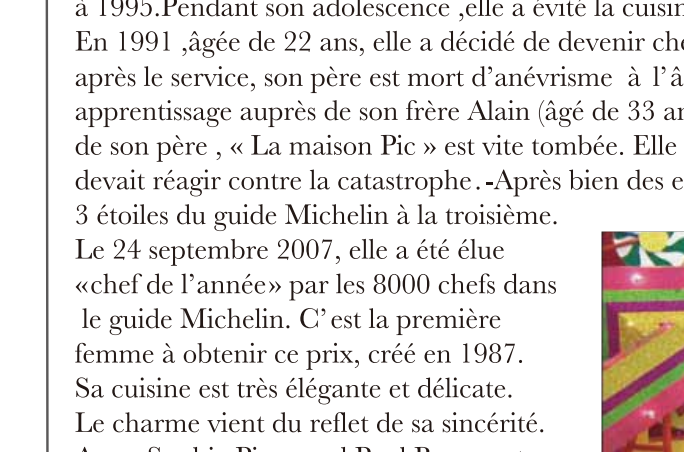 à 1995.Pendant son adolescence ,elle a évité la cuisin
En 1991 ,âgée de 22 ans, elle a décidé de devenir che
après le service, son père est mort d’anévrisme à l’â
apprentissage auprès de son frère Alain (âgé de 33 an
de son père , « La maison Pic » est vite tombée. Elle
devait réagir contre la catastrophe. -Après bien des e
3 étoiles du guide Michelin à la troisième.
Le 24 septembre 2007, elle a été élue
«chef de l’année» par les 8000 chefs dans
le guide Michelin. C’est la première
femme à obtenir ce prix, créé en 1987.
Sa cuisine est très élégante et délicate.
Le charme vient du reflet de sa sincérité.